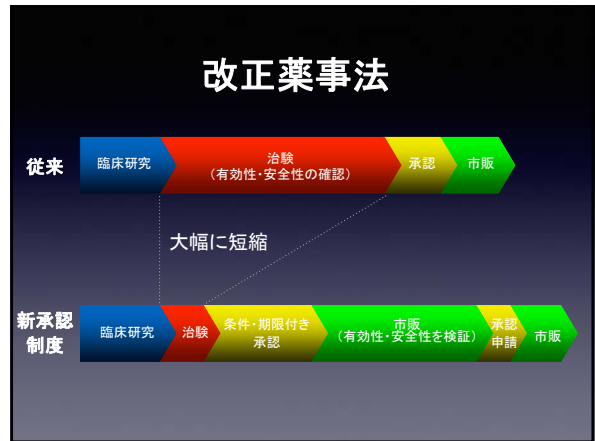 改正薬事法
従来
臨床研究
治験
(有効性・安全性の確認)
承認
市販
大幅に短縮
新承認
制度
臨床研究
治験
条件・期限付き
承認
市販
(有効性・安全性を検証)
承認
申請
市販